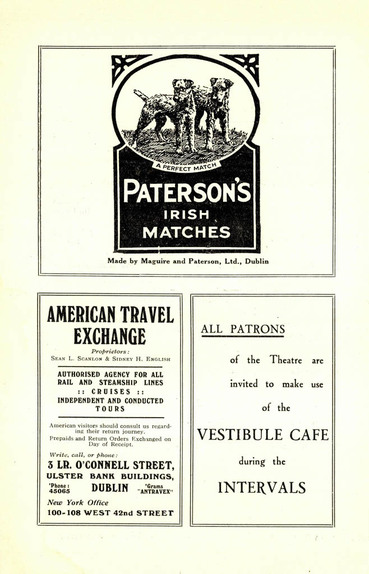 A PERFECT MATCH
PATERSON'S
IRISH
MATCHES
Made by Maguire and Paterson, Ltd., Dublin
AMERICAN TRAVEL
EXCHANGE
Proprietors:
SEAN L. SCANLON & SIDNEY H. ENGLISH
AUTHORISED AGENCY FOR ALL
RAIL AND STEAMSHIP LINES
:: CRUISES ::
INDEPENDENT AND CONDUCTED
TOURS
American visitors should consult us regard-
ing their return journey.
Prepaids and Return Orders Exchanged on
Day of Receipt.
Write, call, or phone:
3 LR. O'CONNELL STREET,
ULSTER BANK BUILDINGS,
'Phone: 45065 DUBLIN 'Grams "ANTRAVEX"
New York Office
100-108 WEST 42nd STREET
ALL PATRONS
of the Theatre are
invited to make use
of the
VESTIBULE CAFE
during the
INTERVALS